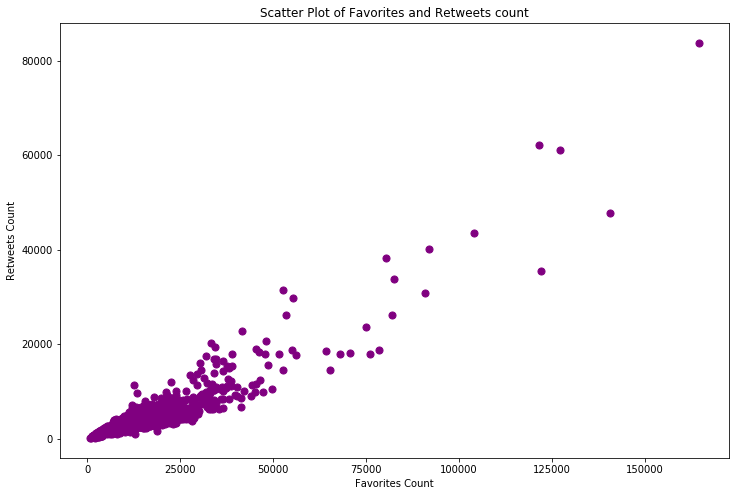 Scatter Plot of Favorites and Retweets count
80000
60000
40000
20000
0
Retweets Count
0 25000 50000 75000 100000 125000 150000
Favorites Count